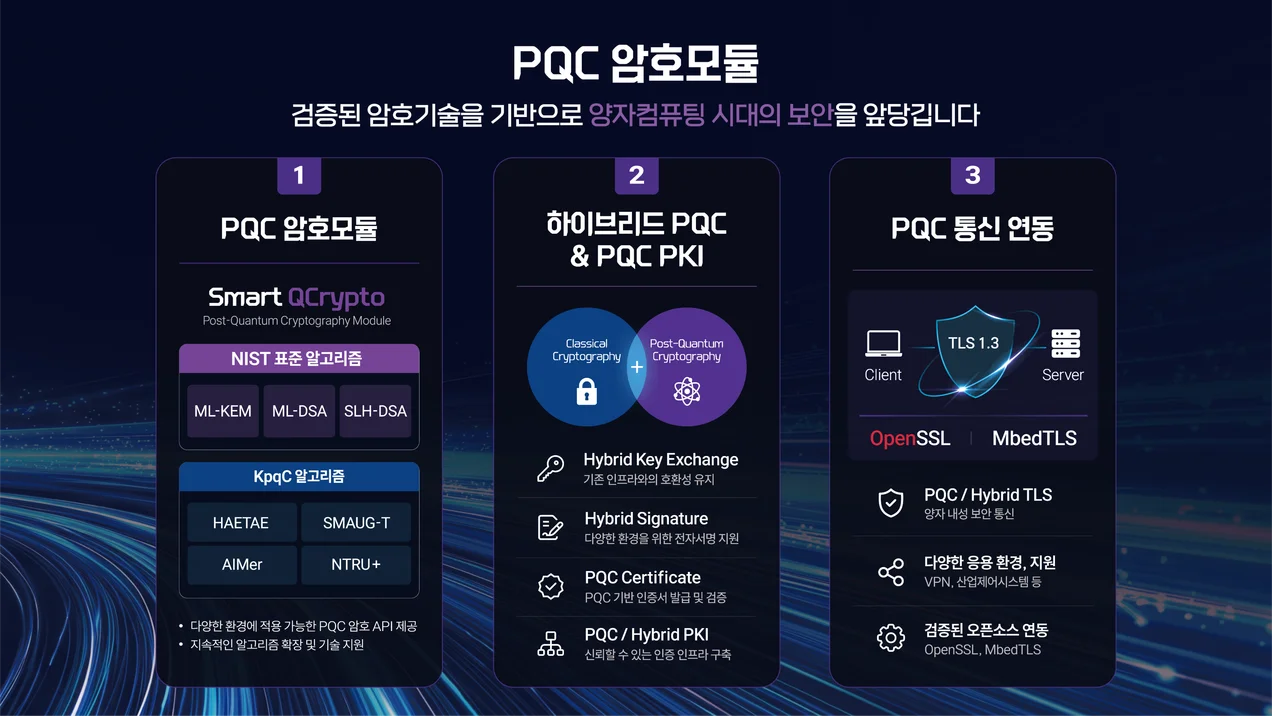 PQC 암호모듈
검증된 암호기술을 기반으로 양자컴퓨팅 시대의 보안을 앞당깁니다
1
PQC 암호모듈
Smart QCrypto
Post-Quantum Cryptography Module
NIST 표준 알고리즘
ML-KEM
ML-DSA
SLH-DSA
KpqC 알고리즘
HAETAE
SMAUG-T
AIMer
NTRU+
• 다양한 환경에 적용 가능한 PQC 암호 API 제공
• 지속적인 알고리즘 확장 및 기술 지원
2
하이브리드 PQC
& PQC PKI
Classical
Cryptography
+
Post-Quantum
Cryptography
Hybrid Key Exchange
기존 인프라와의 호환성 유지
Hybrid Signature
다양한 환경을 위한 전자서명 지원
PQC Certificate
PQC 기반 인증서 발급 및 검증
PQC / Hybrid PKI
신뢰할 수 있는 인증 인프라 구축
3
PQC 통신 연동
Client
TLS 1.3
Server
OpenSSL | MbedTLS
PQC / Hybrid TLS
양자 내성 보안 통신
다양한 응용 환경, 지원
VPN, 산업제어시스템 등
검증된 오픈소스 연동
OpenSSL, MbedTLS